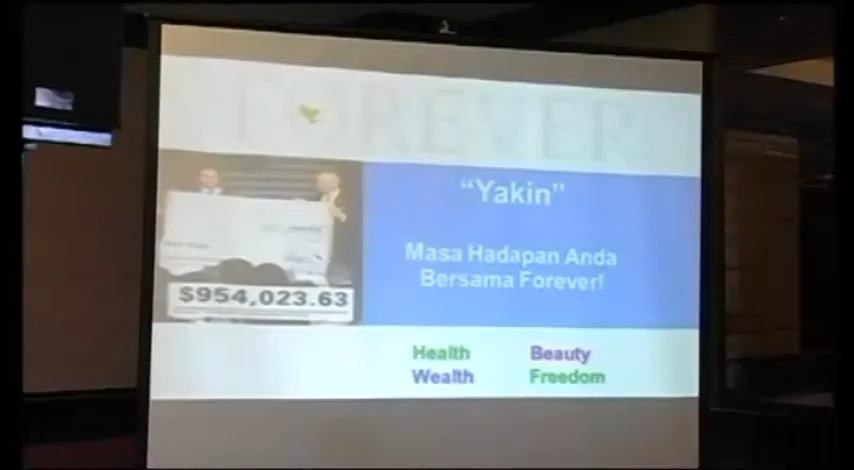 FOREVER
“Yakin”
Masa Hadapan Anda
Bersama Forever!
$954,023.63
Health Beauty
Wealth Freedom